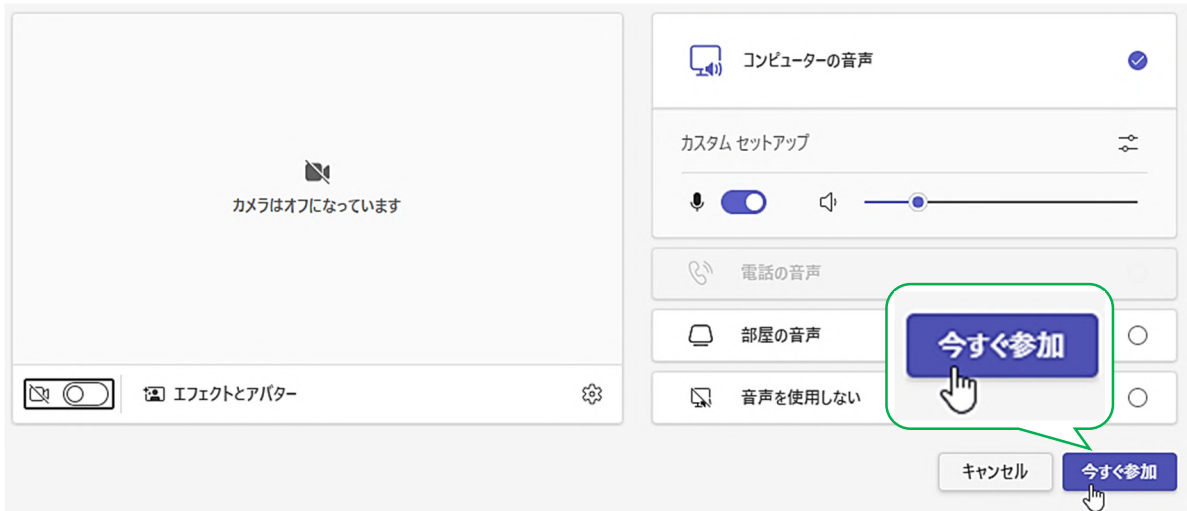 カメラはオフになっています
エフェクトとアバター
コンピューターの音声
カスタム セットアップ
電話の音声
部屋の音声
音声を使用しない
今すぐ参加
キャンセル
今すぐ参加